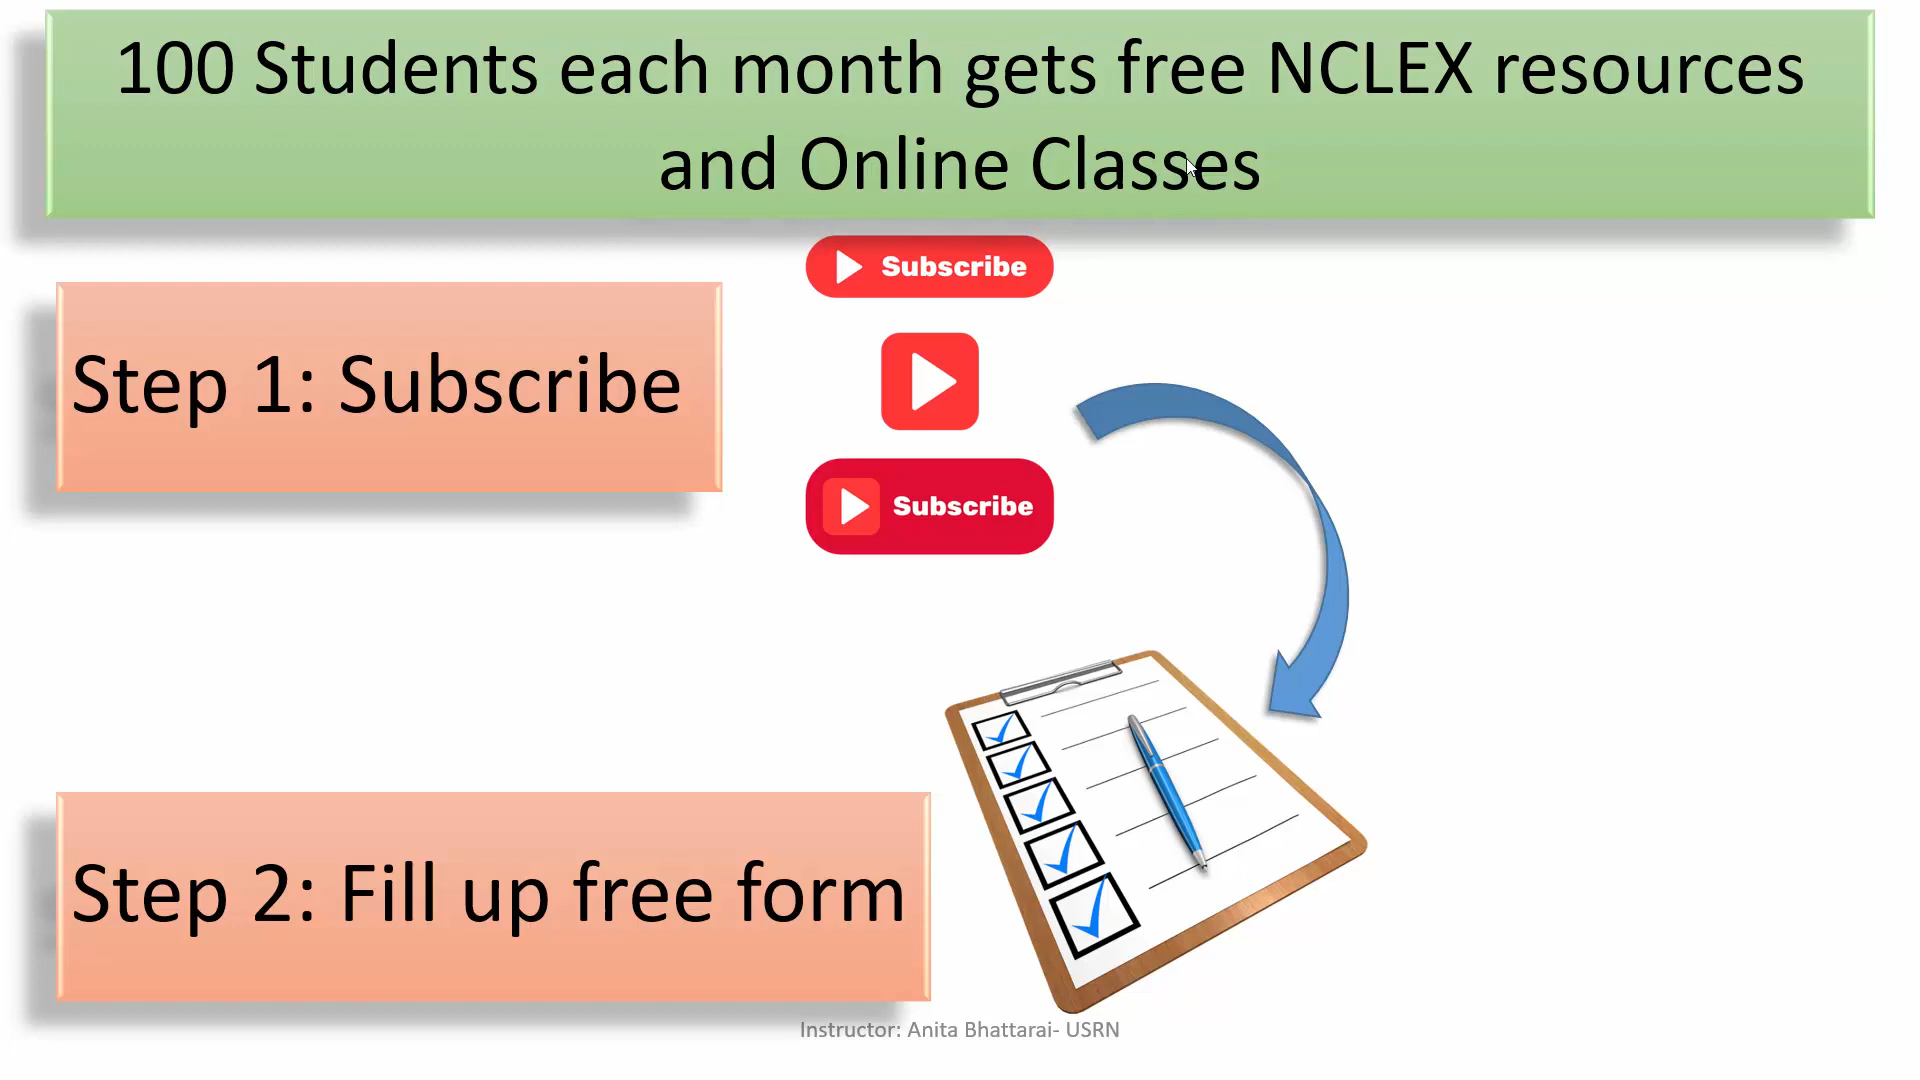 100 Students each month gets free NCLEX resources
and Online Classes
Subscribe
Step 1: Subscribe
Subscribe
Step 2: Fill up free form
Instructor: Anita Bhattarai- USRN